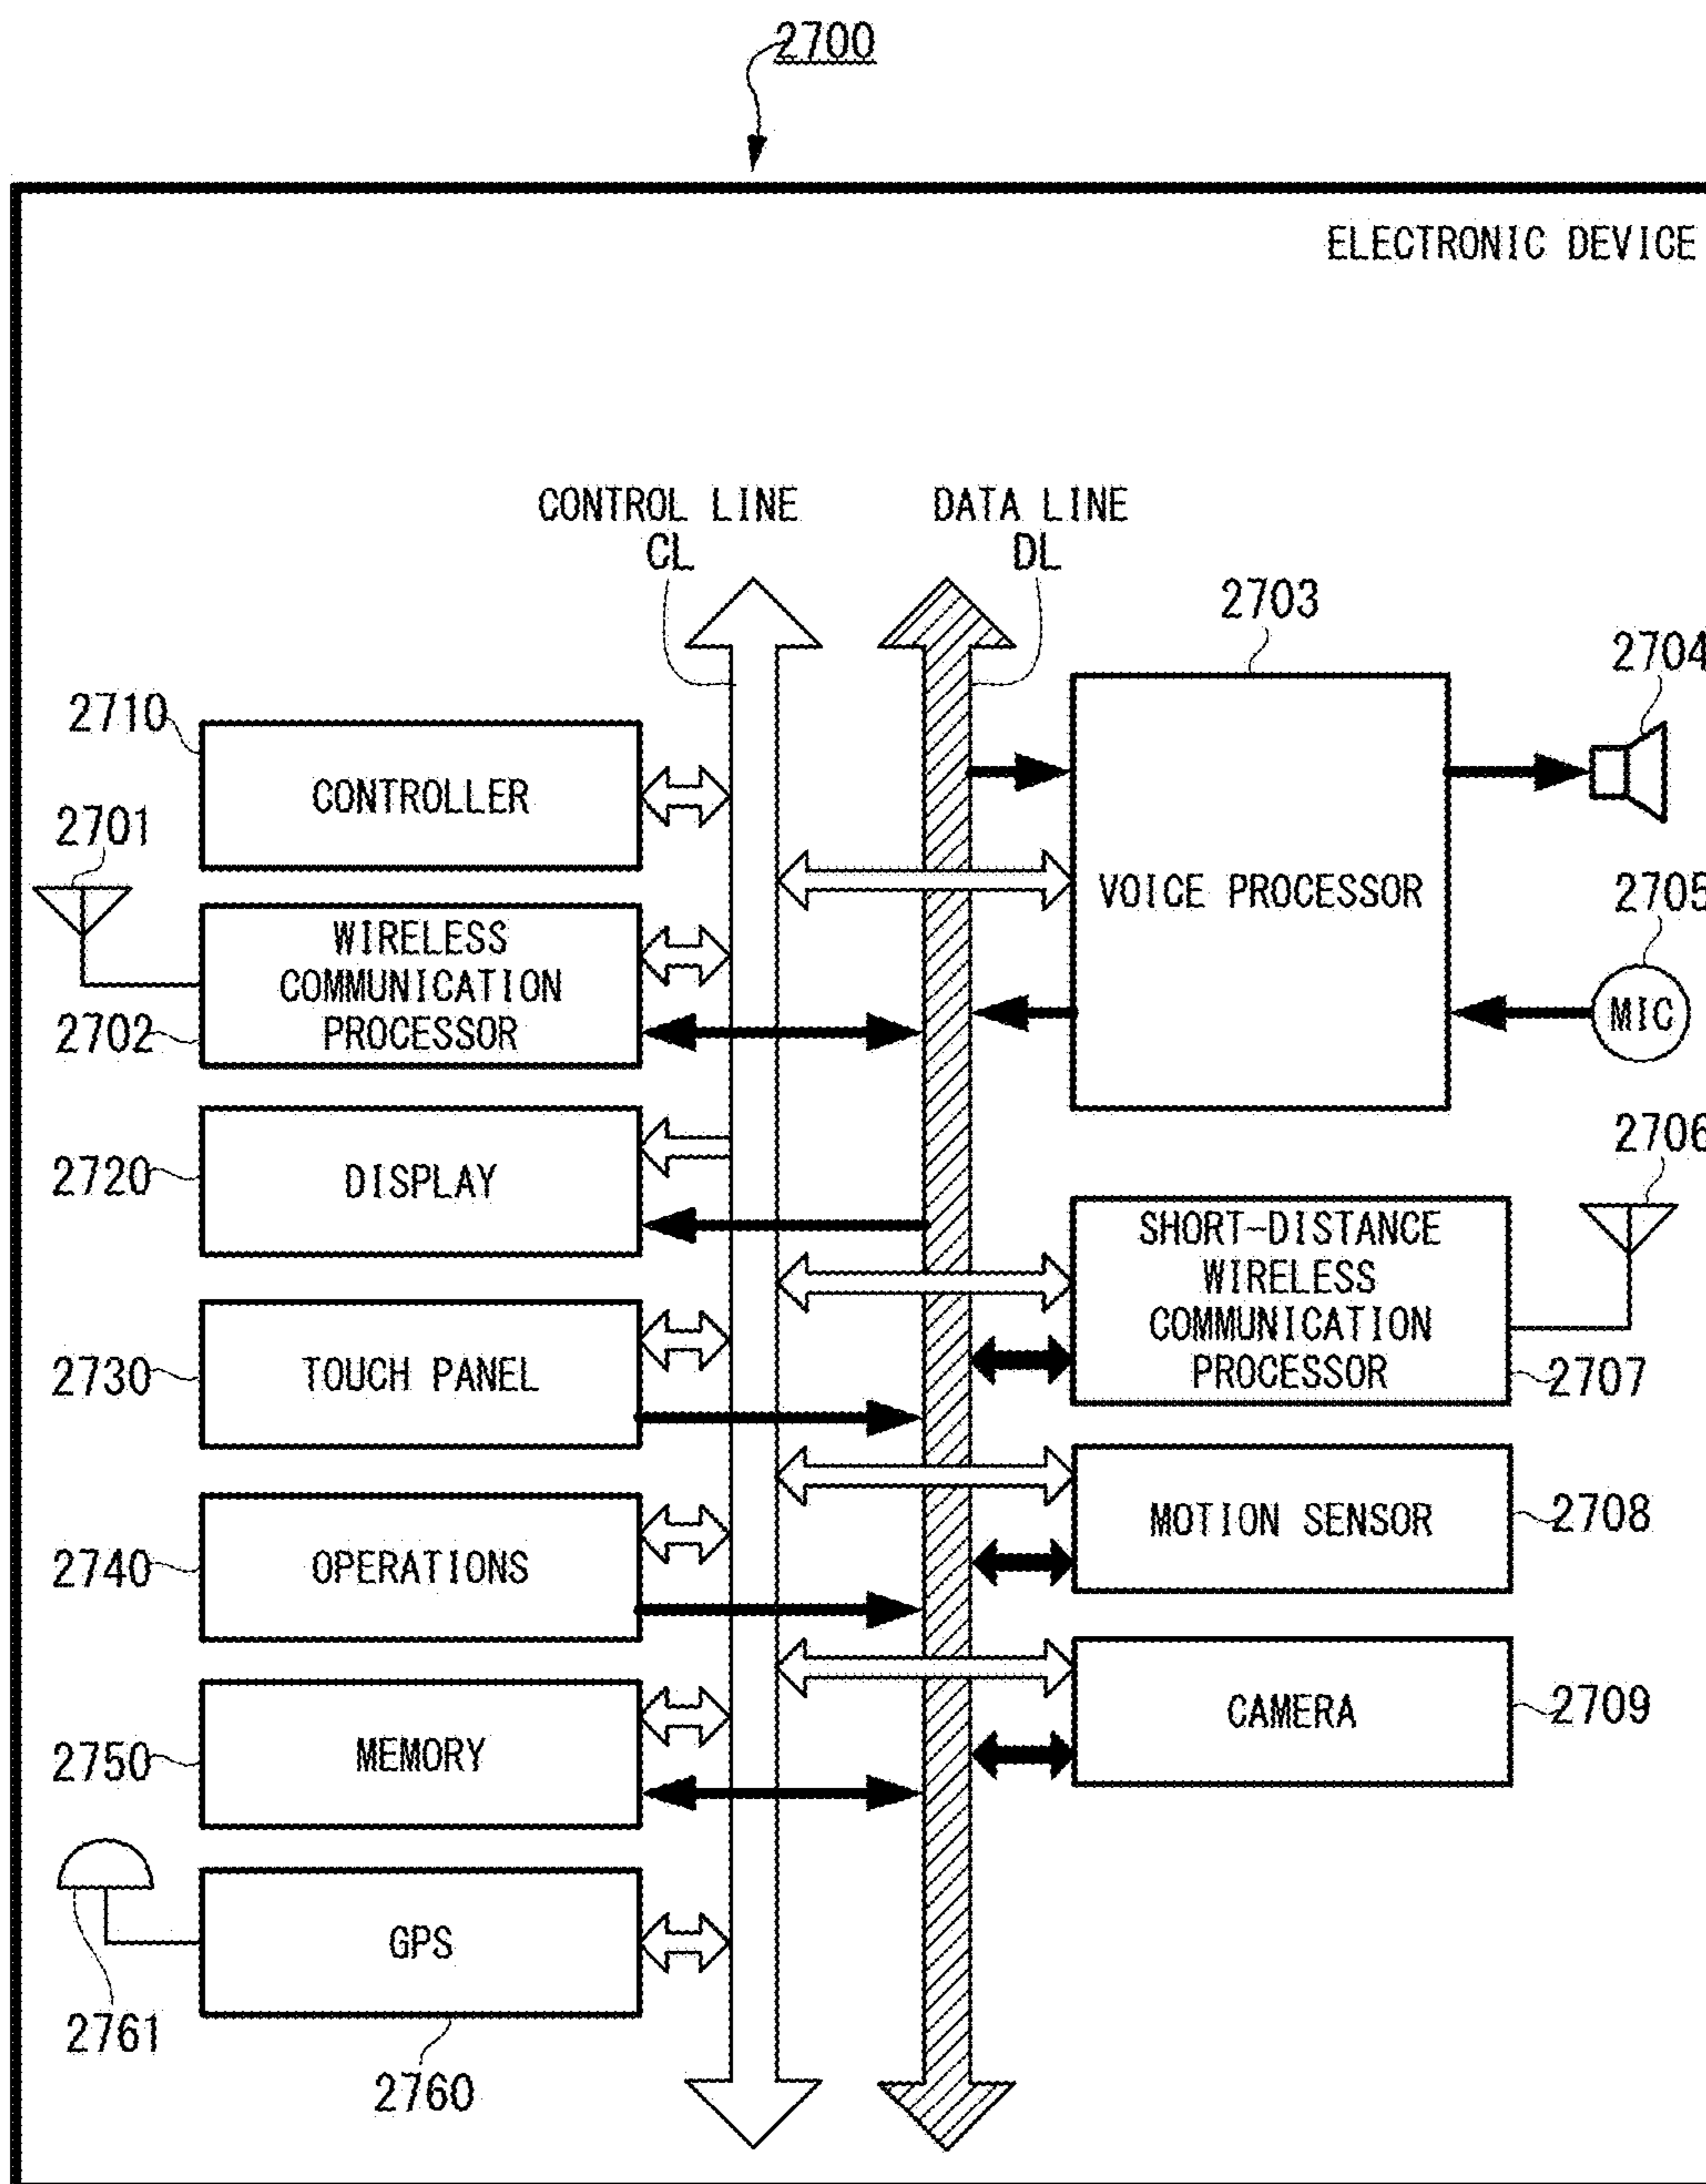 2700
ELECTRONIC DEVICE
CONTROL LINE
CL
DATA LINE
DL
2703
2704
2710
CONTROLLER
2701
VOICE PROCESSOR
2705
WIRELESS
COMMUNICATION
PROCESSOR
2702
MIC
2706
2720
DISPLAY
SHORT-DISTANCE
WIRELESS
COMMUNICATION
PROCESSOR
2707
2730
TOUCH PANEL
MOTION SENSOR
2708
2740
OPERATIONS
CAMERA
2709
2750
MEMORY
GPS
2761
2760